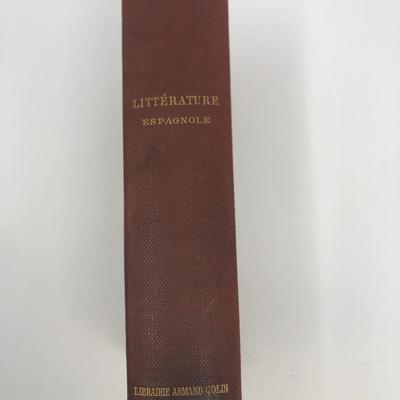 LITTÉRATURE
ESPAGNOLE
LIBRAIRIE ARMAND COLIN